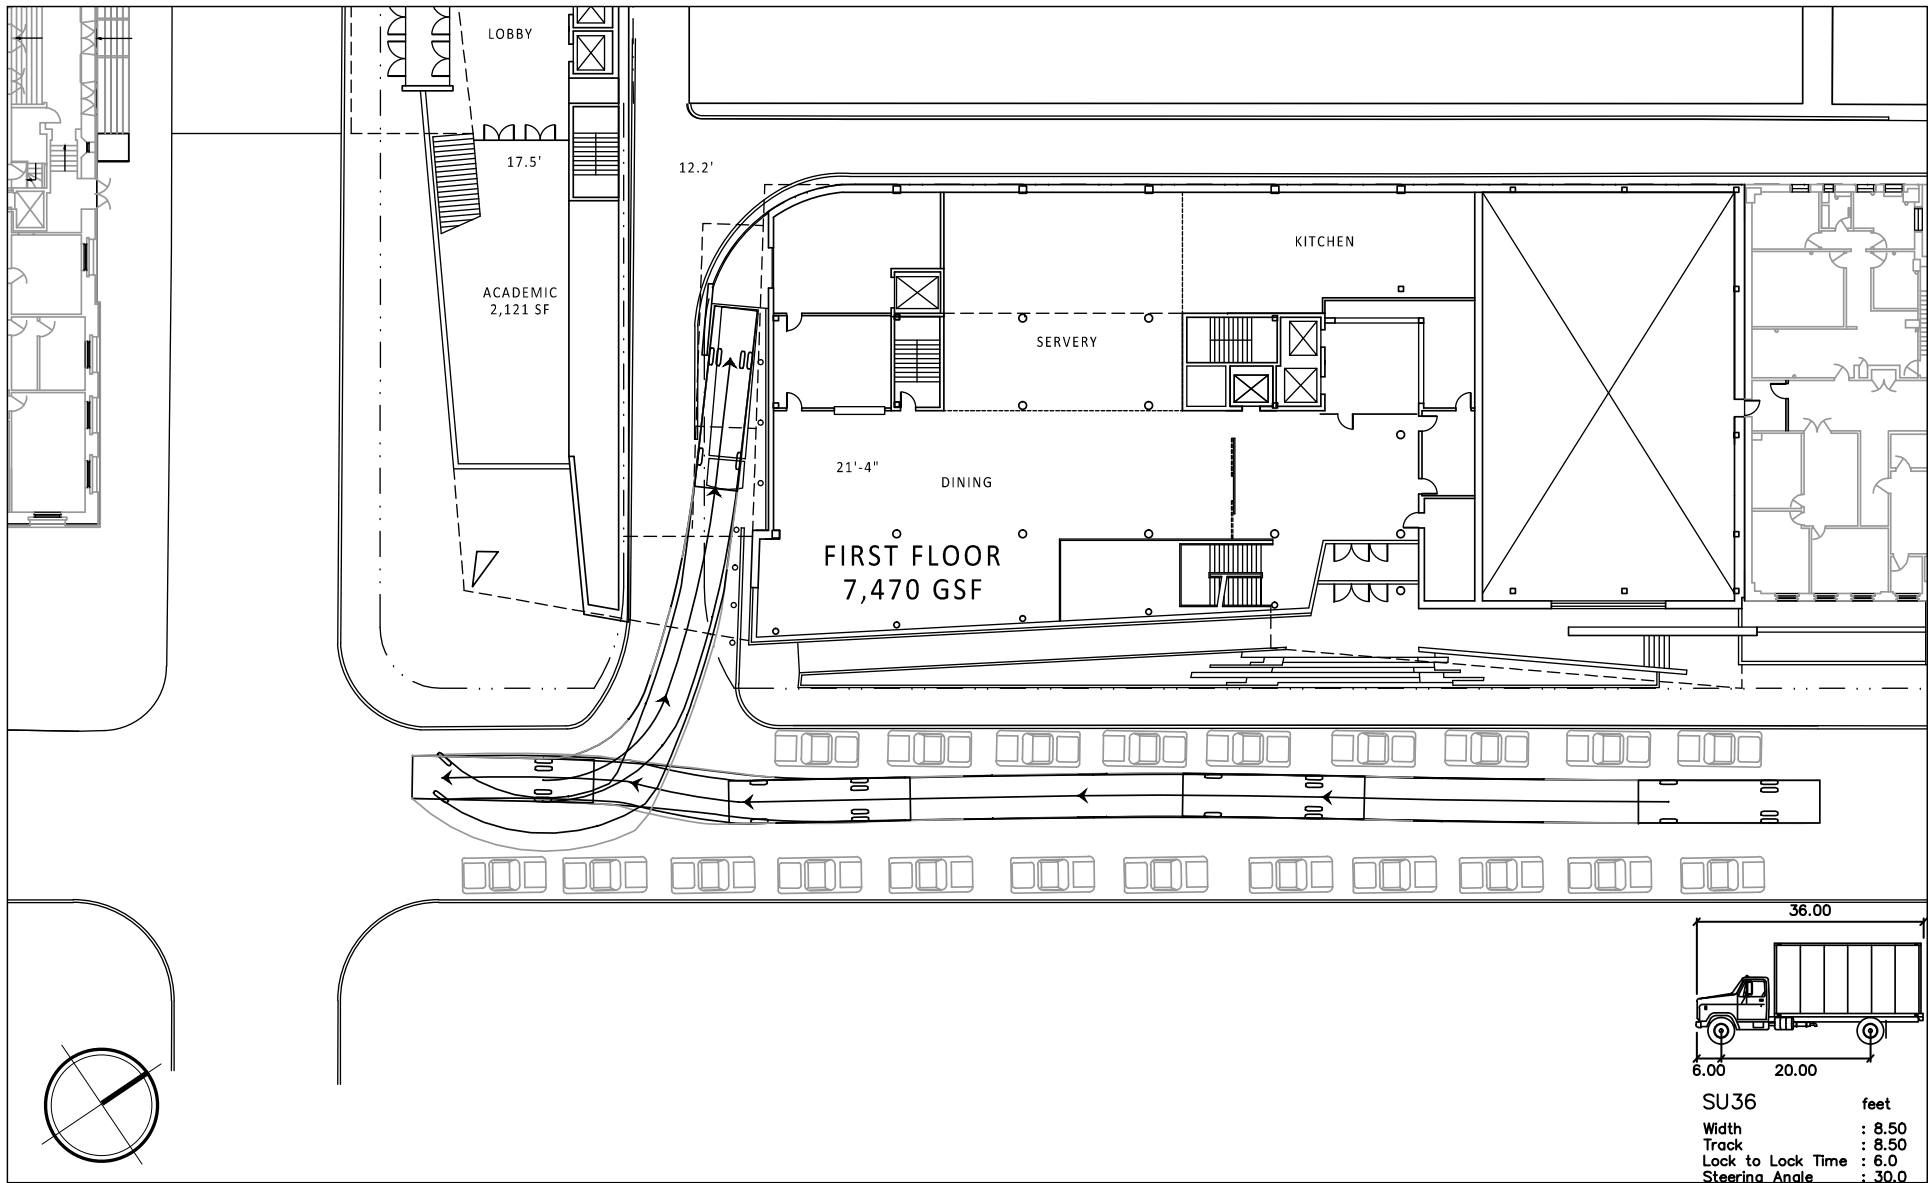 LOBBY
17.5'
12.2'
KITCHEN
ACADEMIC
2,121 SF
SERVERY
21'-4"
DINING
FIRST FLOOR
7,470 GSF
36.00
6.00 20.00
SU36 feet
Width : 8.50
Track : 8.50
Lock to Lock Time : 6.0
Steering Angle : 30.0